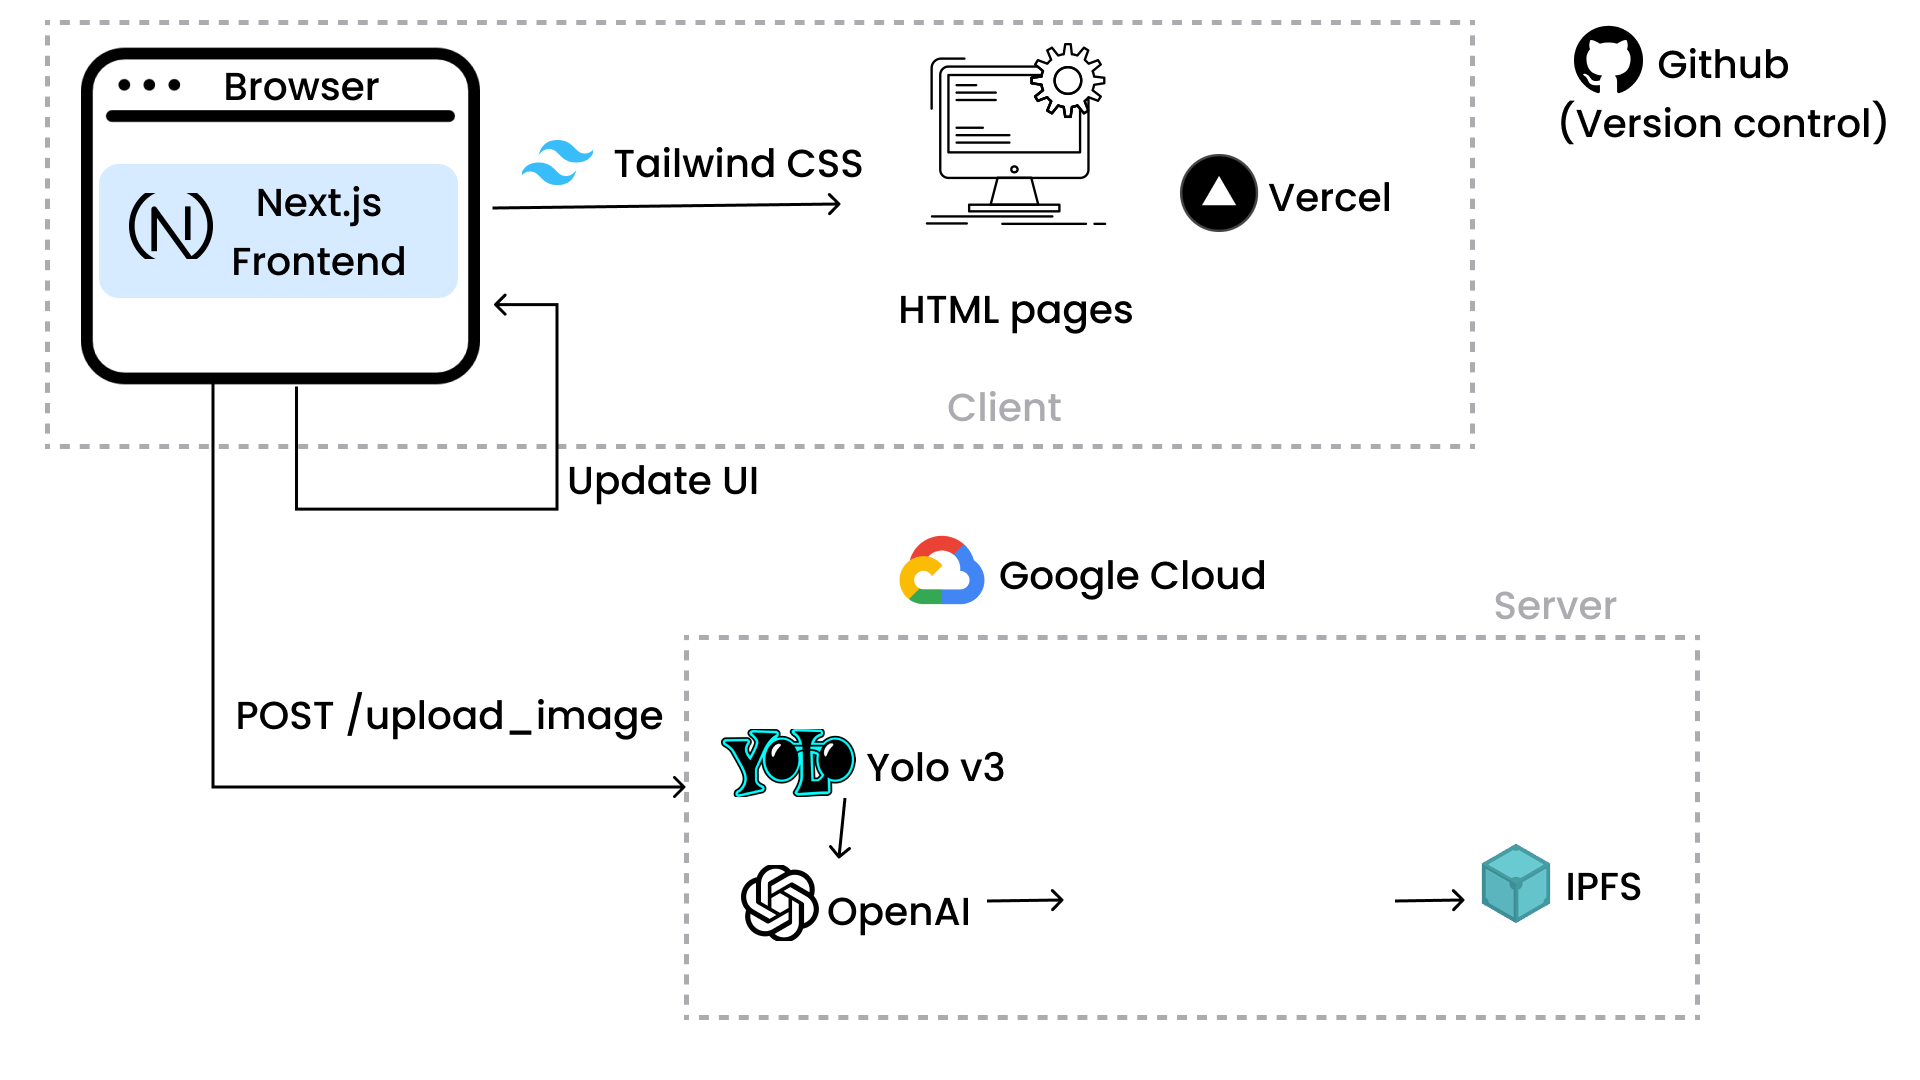 Browser
Next.js
Frontend
Tailwind CSS
HTML pages
Vercel
Client
Github
(Version control)
Update UI
Google Cloud
Server
POST /upload_image
YOLO
Yolo v3
OpenAI
IPFS